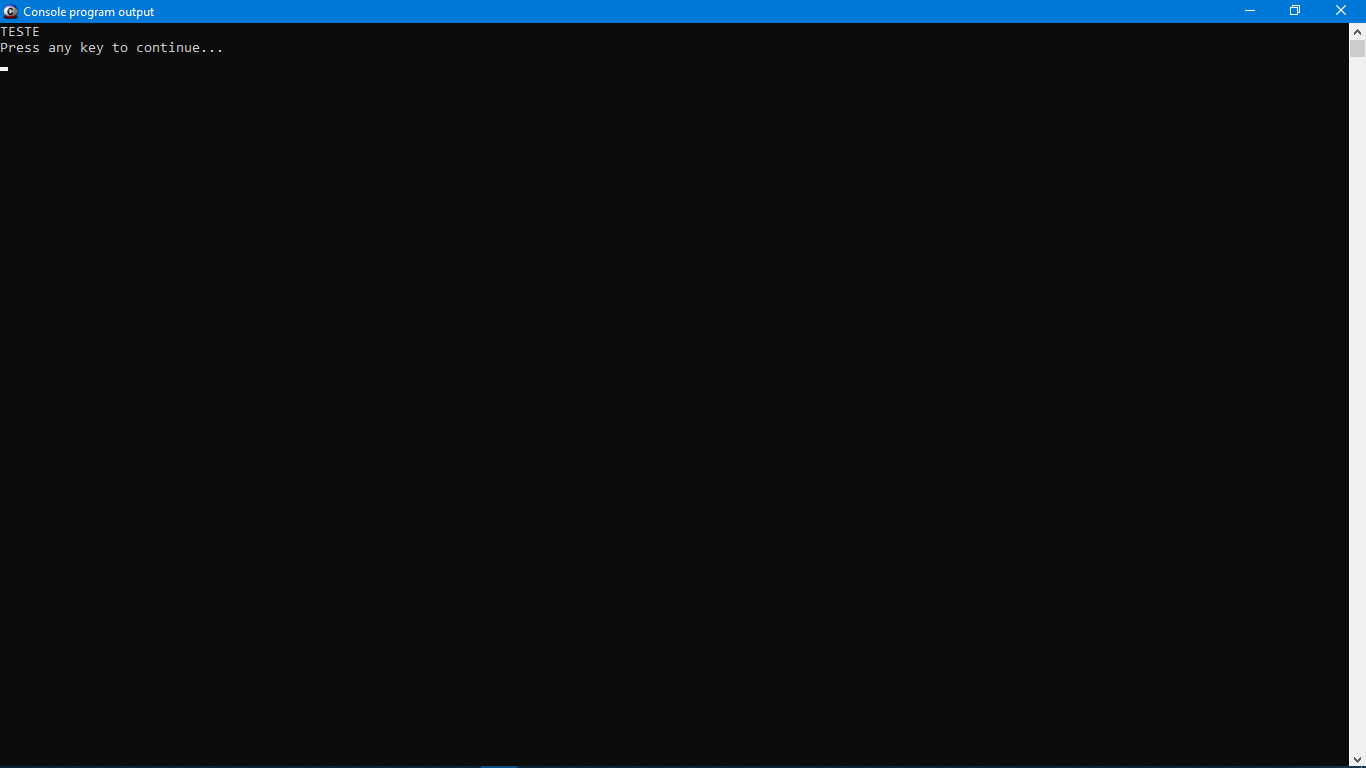 Console program output
TESTE
Press any key to continue...